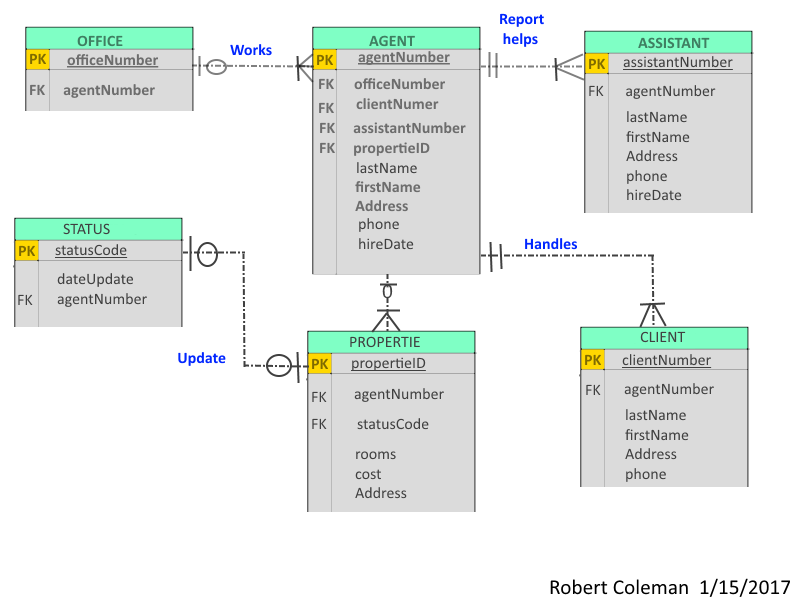 OFFICE
PK officeNumber
FK agentNumber
Works
AGENT
PK agentNumber
FK officeNumber
FK clientNumer
FK assistantNumber
FK propertieID
lastName
firstName
Address
phone
hireDate
Report
helps
ASSISTANT
PK assistantNumber
FK agentNumber
lastName
firstName
Address
phone
hireDate
STATUS
PK statusCode
dateUpdate
FK agentNumber
Update
PROPERTIE
PK propertieID
FK agentNumber
FK statusCode
rooms
cost
Address
Handles
CLIENT
PK clientNumber
FK agentNumber
lastName
firstName
Address
phone
Robert Coleman 1/15/2017